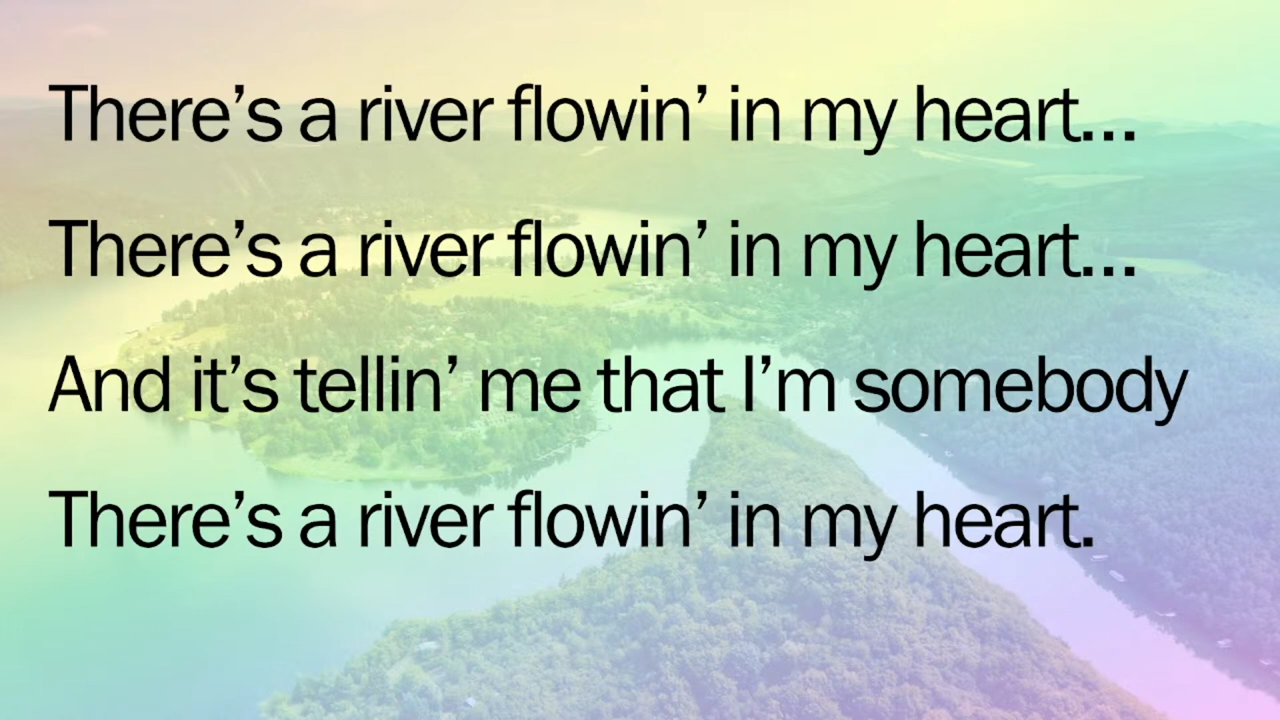 There’s a river flowin’ in my heart...
There’s a river flowin’ in my heart...
And it’s tellin’ me that I’m somebody
There’s a river flowin’ in my heart.